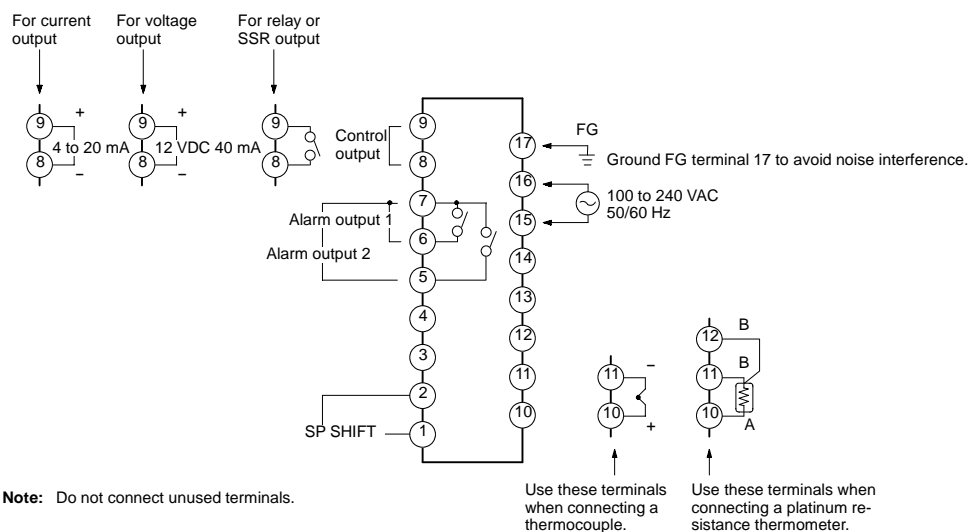 For current
output
For voltage
output
For relay or
SSR output
9
8
+
4 to 20 mA
−
9
8
+
12 VDC 40 mA
−
9
8
Control
output
Alarm output 1
Alarm output 2
SP SHIFT
9
8
7
6
5
4
3
2
1
17
16
15
14
13
12
11
10
FG
Ground FG terminal 17 to avoid noise interference.
100 to 240 VAC
50/60 Hz
11
10
−
+
12
11
10
B
B
A
Use these terminals
when connecting a
thermocouple.
Use these terminals when
connecting a platinum re-
sistance thermometer.
Note: Do not connect unused terminals.